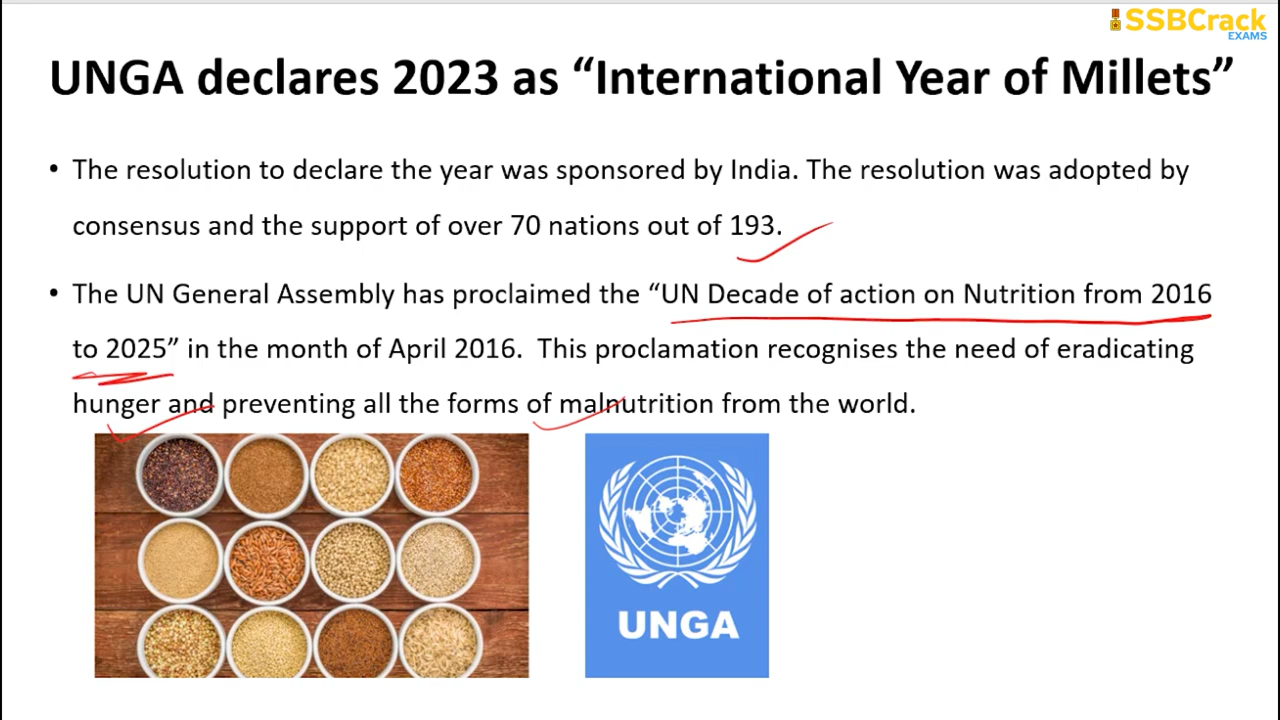 SSBCrack
EXAMS
UNGA declares 2023 as “International Year of Millets”
• The resolution to declare the year was sponsored by India. The resolution was adopted by
consensus and the support of over 70 nations out of 193.
• The UN General Assembly has proclaimed the “UN Decade of action on Nutrition from 2016
to 2025” in the month of April 2016.  This proclamation recognises the need of eradicating
hunger and preventing all the forms of malnutrition from the world.
UNGA